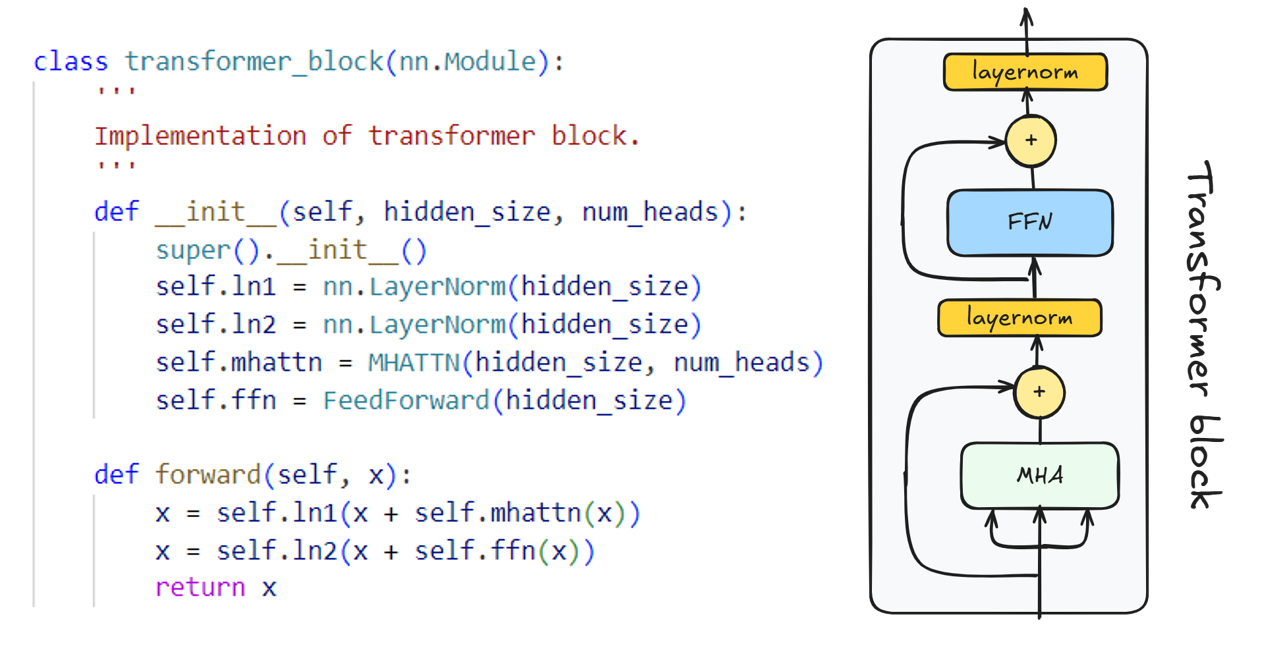 class transformer_block(nn.Module):
    '''
    Implementation of transformer block.
    '''
    def __init__(self, hidden_size, num_heads):
        super().__init__()
        self.ln1 = nn.LayerNorm(hidden_size)
        self.ln2 = nn.LayerNorm(hidden_size)
        self.mhattn = MHATTN(hidden_size, num_heads)
        self.ffn = FeedForward(hidden_size)
    def forward(self, x):
        x = self.ln1(x + self.mhattn(x))
        x = self.ln2(x + self.ffn(x))
        return x
layernorm
+
FFN
layernorm
+
MHA
Transformer block